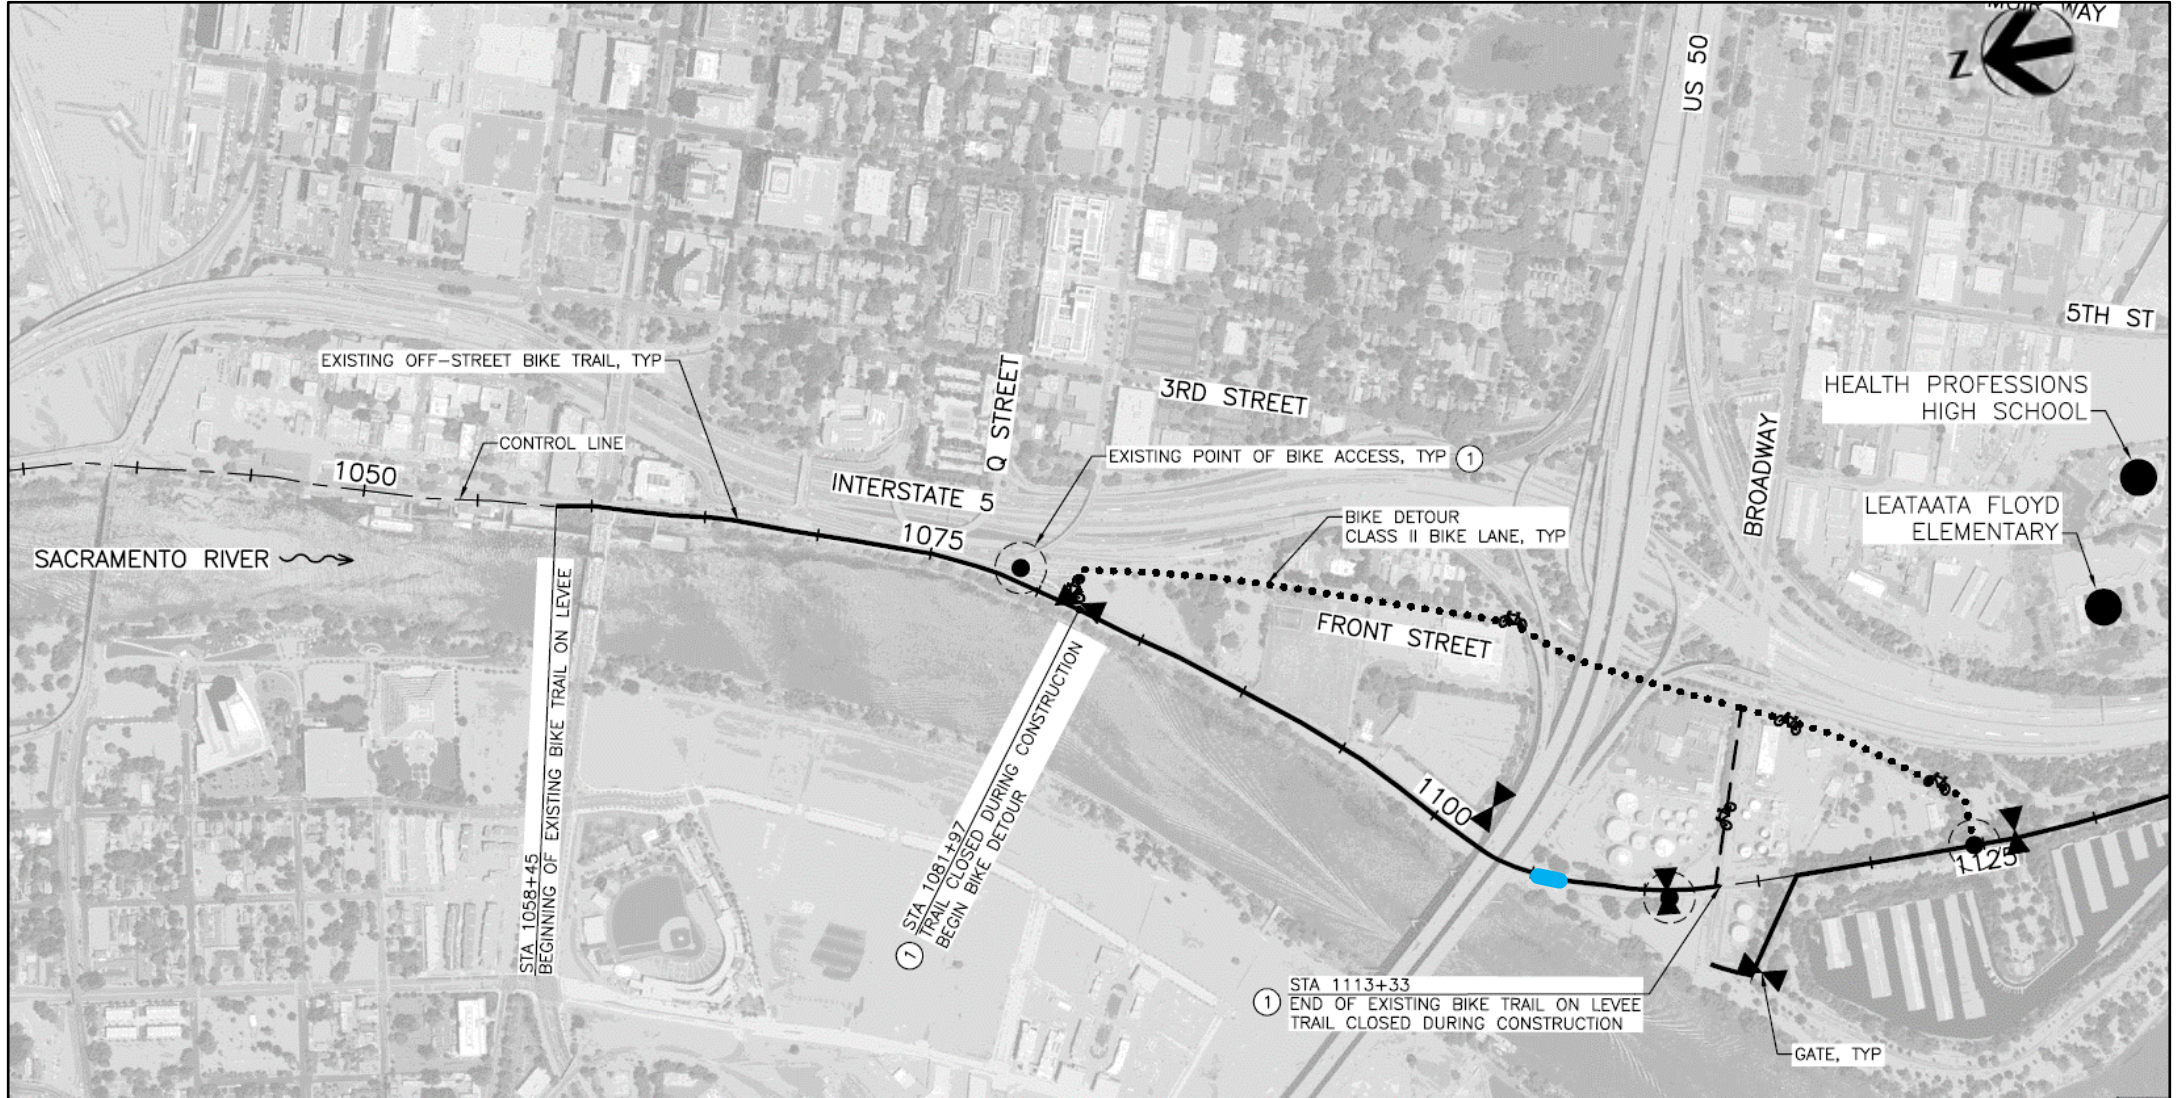 MUIR WAY
N
US 50
5TH ST
HEALTH PROFESSIONS
HIGH SCHOOL
EXISTING OFF-STREET BIKE TRAIL, TYP
3RD STREET
Q STREET
BROADWAY
CONTROL LINE
EXISTING POINT OF BIKE ACCESS, TYP 1
1050
INTERSTATE 5
LEATAATA FLOYD
ELEMENTARY
BIKE DETOUR
CLASS II BIKE LANE, TYP
1075
SACRAMENTO RIVER
FRONT STREET
STA 1058+45
BEGINNING OF EXISTING BIKE TRAIL ON LEVEE
1 STA 1081+97
TRAIL CLOSED DURING CONSTRUCTION
BEGIN BIKE DETOUR
1100
1125
STA 1113+33
1 END OF EXISTING BIKE TRAIL ON LEVEE
TRAIL CLOSED DURING CONSTRUCTION
GATE, TYP